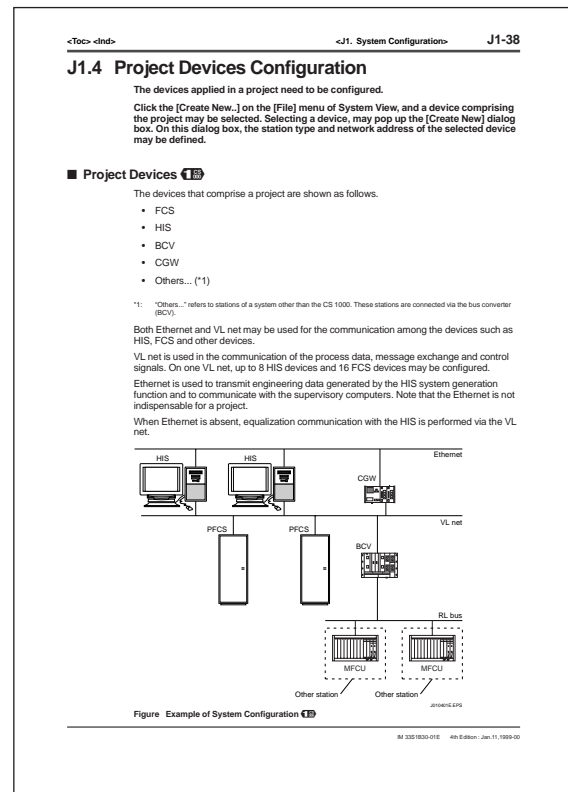 <Toc> <Ind>
<J1. System Configuration>
J1-38
J1.4 Project Devices Configuration
The devices applied in a project need to be configured.
Click the [Create New..] on the [File] menu of System View, and a device comprising
the project may be selected. Selecting a device, may pop up the [Create New] dialog
box. On this dialog box, the station type and network address of the selected device
may be defined.
■ Project Devices
The devices that comprise a project are shown as follows.
• FCS
• HIS
• BCV
• CGW
• Others... (*1)
*1: "Others..." refers to stations of a system other than the CS 1000. These stations are connected via the bus converter
(BCV).
Both Ethernet and VL net may be used for the communication among the devices such as
HIS, FCS and other devices.
VL net is used in the communication of the process data, message exchange and control
signals. On one VL net, up to 8 HIS devices and 16 FCS devices may be configured.
Ethernet is used to transmit engineering data generated by the HIS system generation
function and to communicate with the supervisory computers. Note that the Ethernet is not
indispensable for a project.
When Ethernet is absent, equalization communication with the HIS is performed via the VL
net.
Ethernet
HIS
HIS
CGW
VL net
PFCS
PFCS
BCV
RL bus
MFCU
MFCU
Other station
Other station
J010401E.EPS
Figure Example of System Configuration
IM 33S1B30-01E 4th Edition : Jan.11,1999-00